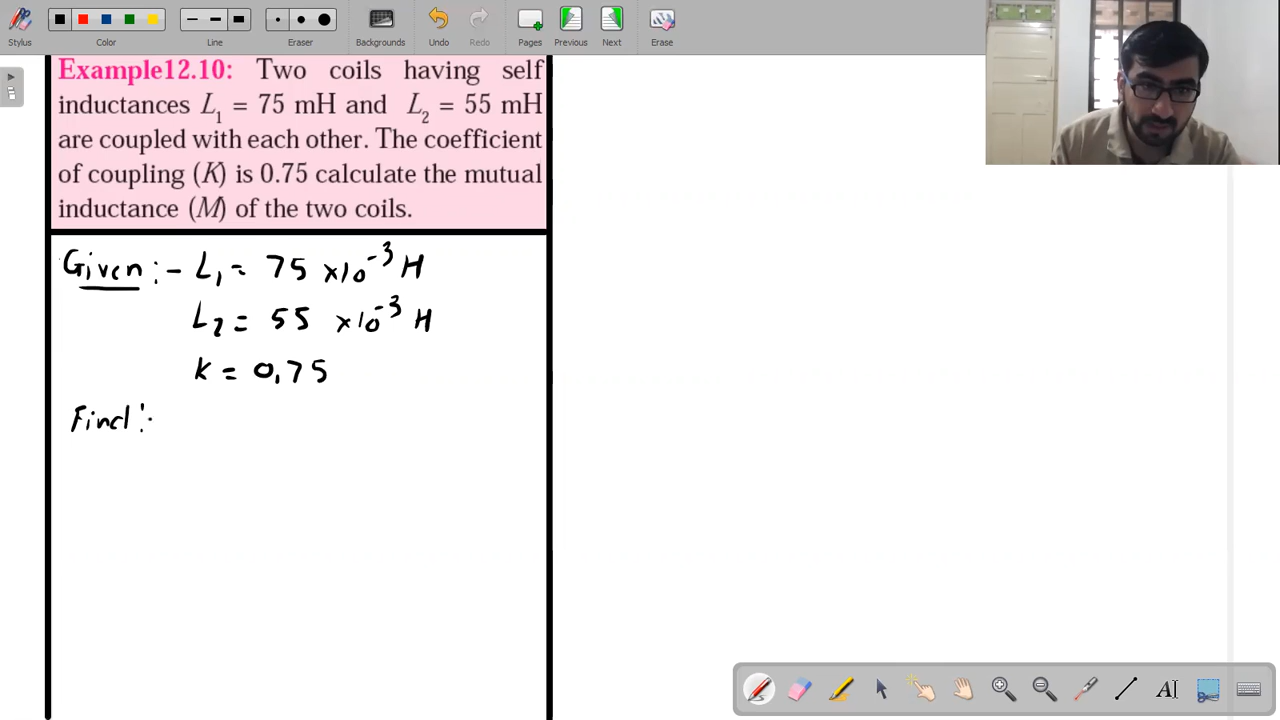 Stylus
Color
Line
Eraser
Backgrounds
Undo
Redo
Pages
Previous
Next
Erase
Example12.10: Two coils having self
inductances L₁ = 75 mH and L₂ = 55 mH
are coupled with each other. The coefficient
of coupling (K) is 0.75 calculate the mutual
inductance (M) of the two coils.
Given:- L₁ = 75 ×10⁻³ H
L₂ = 55 ×10⁻³ H
K = 0.75
Find :-
AI